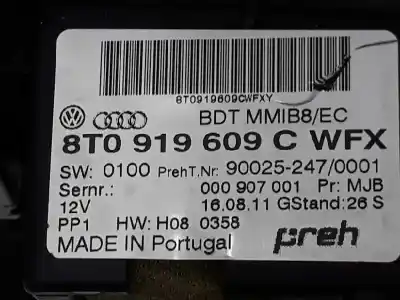 8T0919609CWFXY
BDT MMIB8/EC
8T0 919 609 C WFX
SW: 0100 PrehT.Nr: 90025-247/0001
Sernr.: 000 907 001 Pr: MJB
12V 16.08.11 GStand: 26 S
PP1 HW: H08 0358
MADE IN Portugal preh